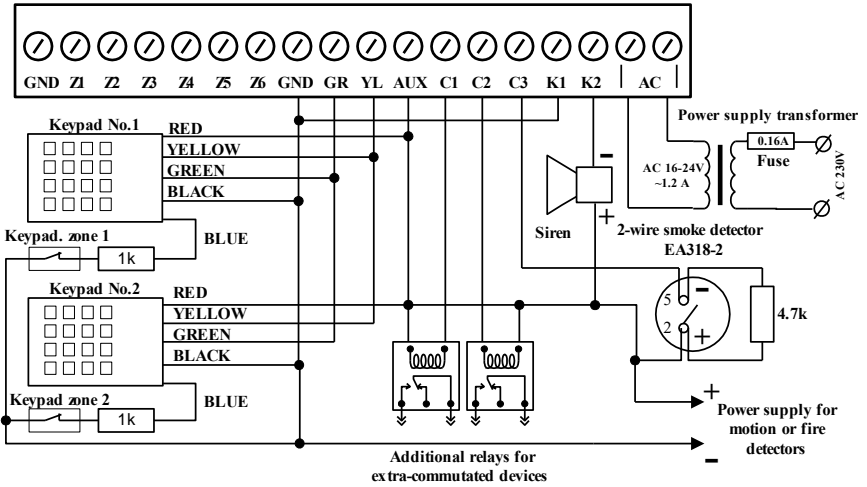 GND Z1 Z2 Z3 Z4 Z5 Z6 GND GR YL AUX C1 C2 C3 K1 K2 AC
Keypad No.1
RED
YELLOW
GREEN
BLACK
BLUE
Keypad. zone 1
1k
Keypad No.2
RED
YELLOW
GREEN
BLACK
BLUE
Keypad zone 2
1k
Siren
-
+
Power supply transformer
0.16A
Fuse
AC 16-24V
~1.2 A
AC 230V
2-wire smoke detector
EA318-2
5
-
2
+
4.7k
+
Power supply for
motion or fire
detectors
-
Additional relays for
extra-commutated devices